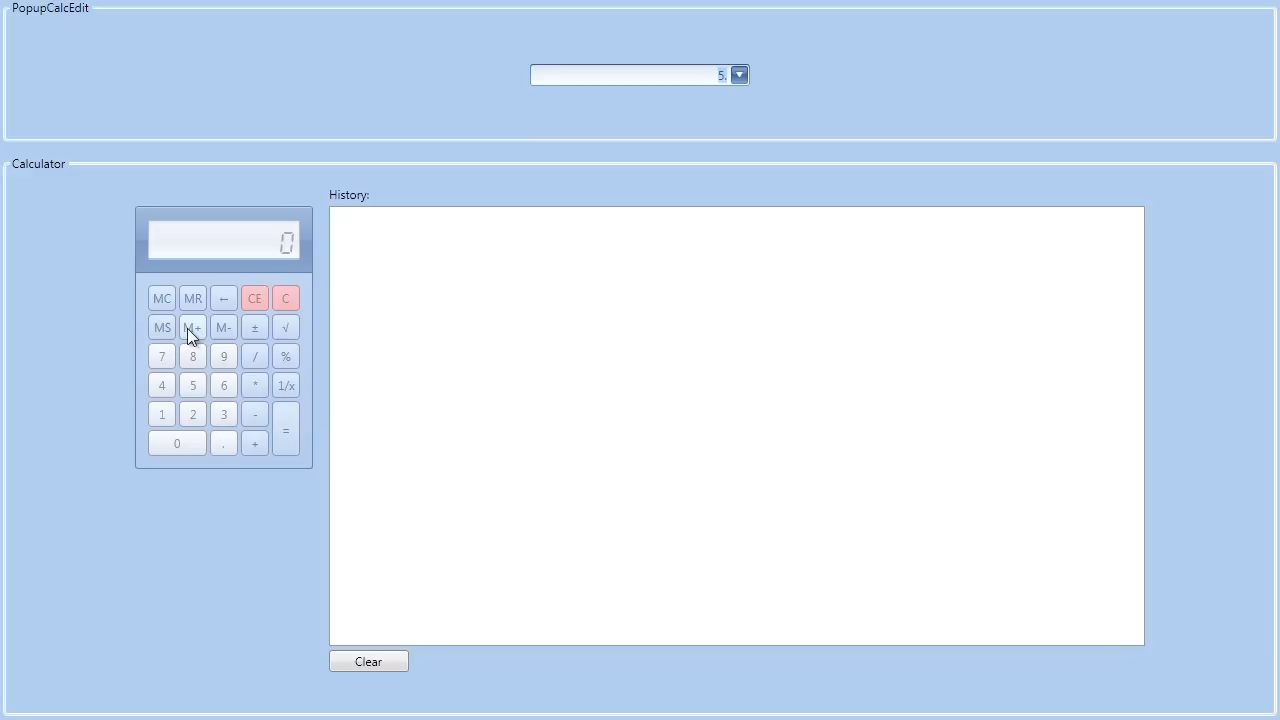 PopupCalcEdit
5.
Calculator
History:
0
MC MR ← CE C
MS M+ M- ± √
7 8 9 / %
4 5 6 * 1/x
1 2 3 - =
0 . +
Clear